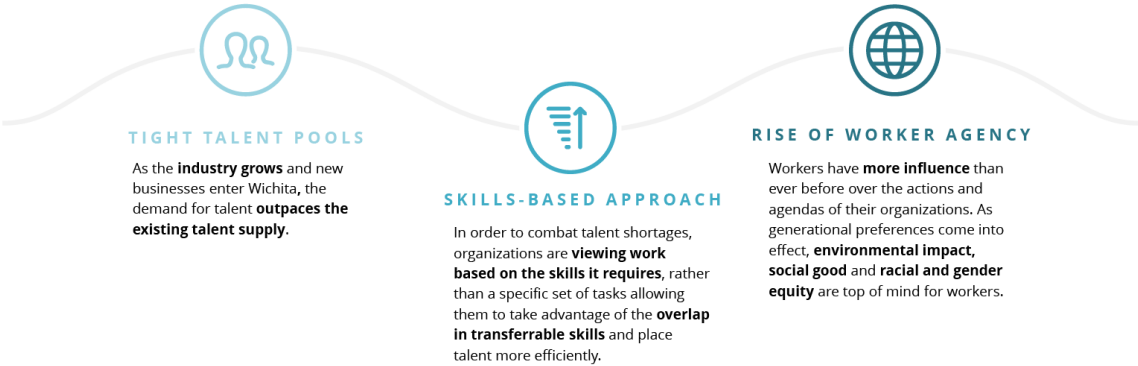 TIGHT TALENT POOLS
As the industry grows and new
businesses enter Wichita, the
demand for talent outpaces the
existing talent supply.
SKILLS-BASED APPROACH
In order to combat talent shortages,
organizations are viewing work
based on the skills it requires, rather
than a specific set of tasks allowing
them to take advantage of the overlap
in transferrable skills and place
talent more efficiently.
RISE OF WORKER AGENCY
Workers have more influence than
ever before over the actions and
agendas of their organizations. As
generational preferences come into
effect, environmental impact,
social good and racial and gender
equity are top of mind for workers.